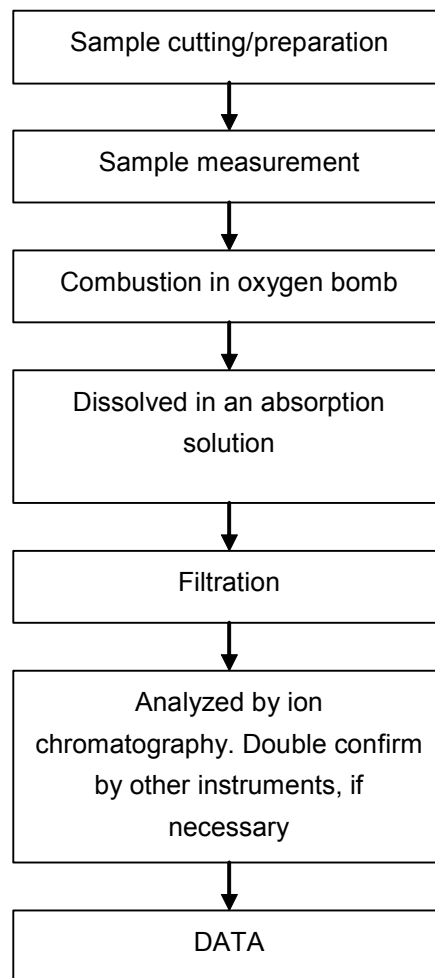 Sample cutting/preparation
Sample measurement
Combustion in oxygen bomb
Dissolved in an absorption
solution
Filtration
Analyzed by ion
chromatography. Double confirm
by other instruments, if
necessary
DATA